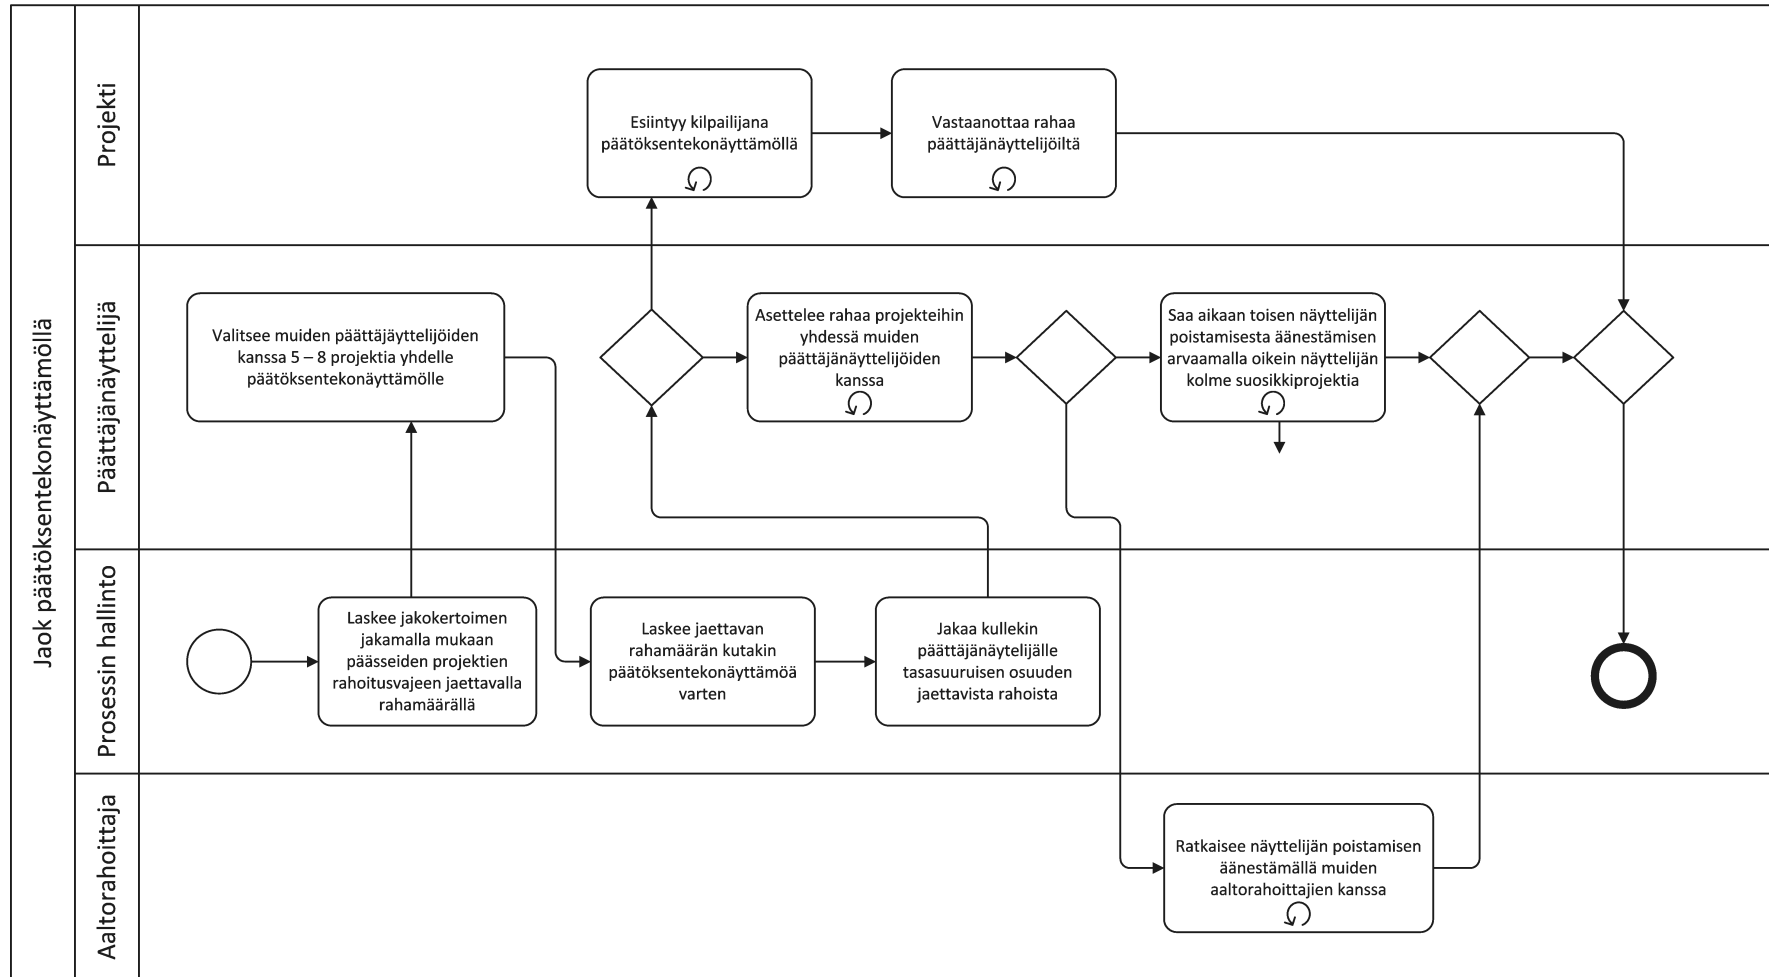 Jaok päätöksentekonäyttämöllä
Projekti
Esiintyy kilpailijana
päätöksentekonäyttämöllä
Vastaanottaa rahaa
päättäjänäyttelijöiltä
Päättäjänäyttelijä
Valitsee muiden päättäjäyttelijöiden
kanssa 5 – 8 projektia yhdelle
päätöksentekonäyttämölle
Asettelee rahaa projekteihin
yhdessä muiden
päättäjänäyttelijöiden
kanssa
Saa aikaan toisen näyttelijän
poistamisesta äänestämisen
arvaamalla oikein näyttelijän
kolme suosikkiprojektia
Prosessin hallinto
Laskee jakokertoimen
jakamalla mukaan
päässeiden projektien
rahoitusvajeen jaettavalla
rahamäärällä
Laskee jaettavan
rahamäärän kutakin
päätöksentekonäyttämöä
varten
Jakaa kullekin
päättäjänäytelijälle
tasasuuruisen osuuden
jaettavista rahoista
Aaltorahoittaja
Ratkaisee näyttelijän poistamisen
äänestämällä muiden
aaltorahoittajien kanssa